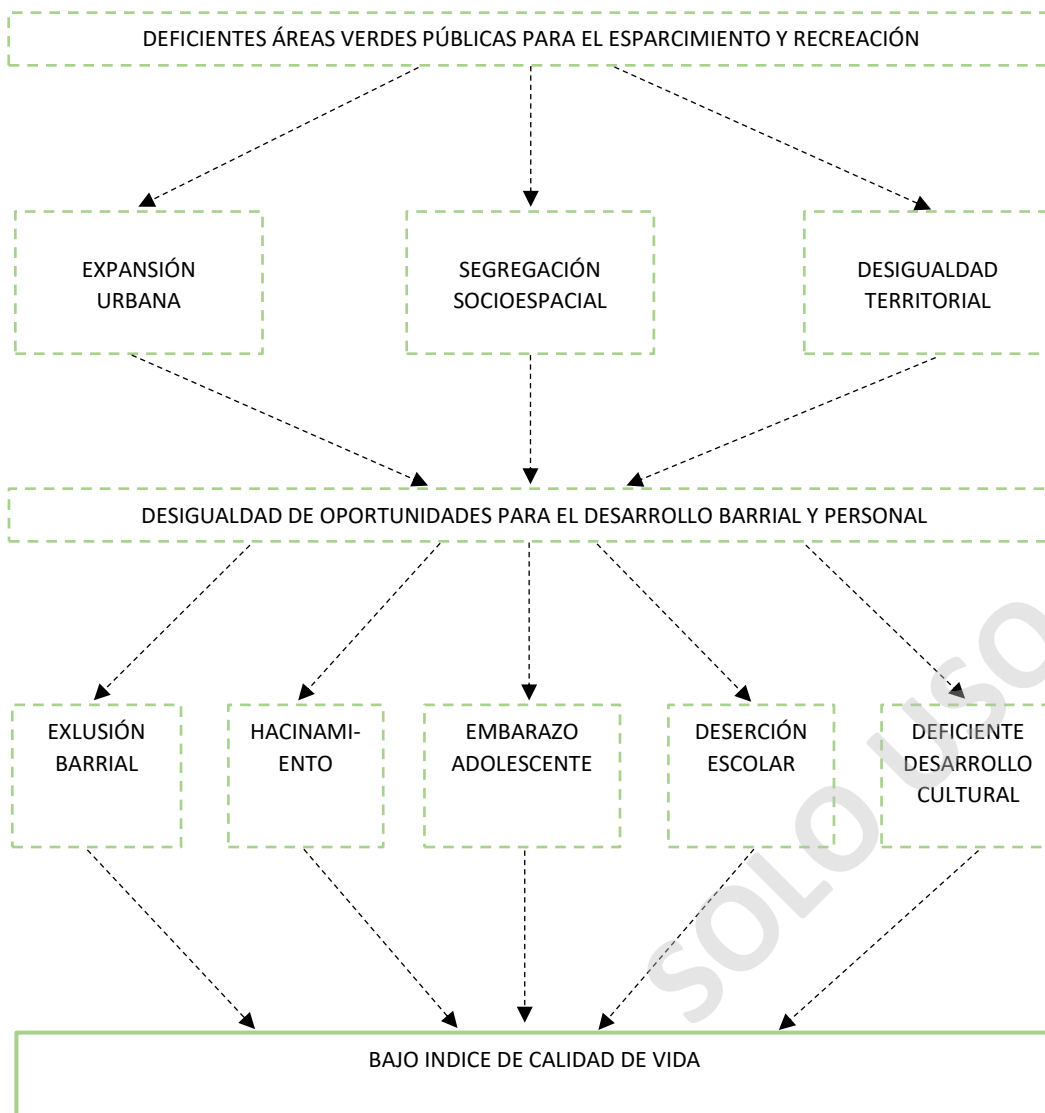 DEFICIENTES ÁREAS VERDES PÚBLICAS PARA EL ESPARCIMIENTO Y RECREACIÓN
EXPANSIÓN
URBANA
SEGREGACIÓN
SOCIOESPACIAL
DESIGUALDAD
TERRITORIAL
DESIGUALDAD DE OPORTUNIDADES PARA EL DESARROLLO BARRIAL Y PERSONAL
EXLUSIÓN
BARRIAL
HACINAMI-
ENTO
EMBARAZO
ADOLESCENTE
DESERCIÓN
ESCOLAR
DEFICIENTE
DESARROLLO
CULTURAL
BAJO INDICE DE CALIDAD DE VIDA
SOLO USO